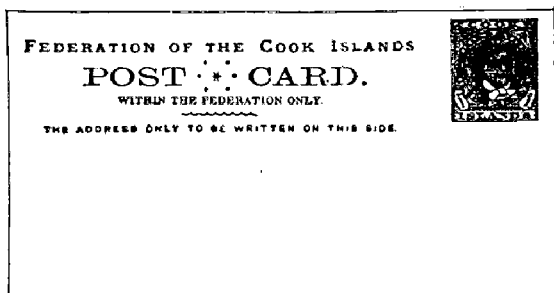 FEDERATION OF THE COOK ISLANDS
POST CARD.
WITHIN THE FEDERATION ONLY.
THE ADDRESS ONLY TO BE WRITTEN ON THIS SIDE.
COOK
ISLANDS